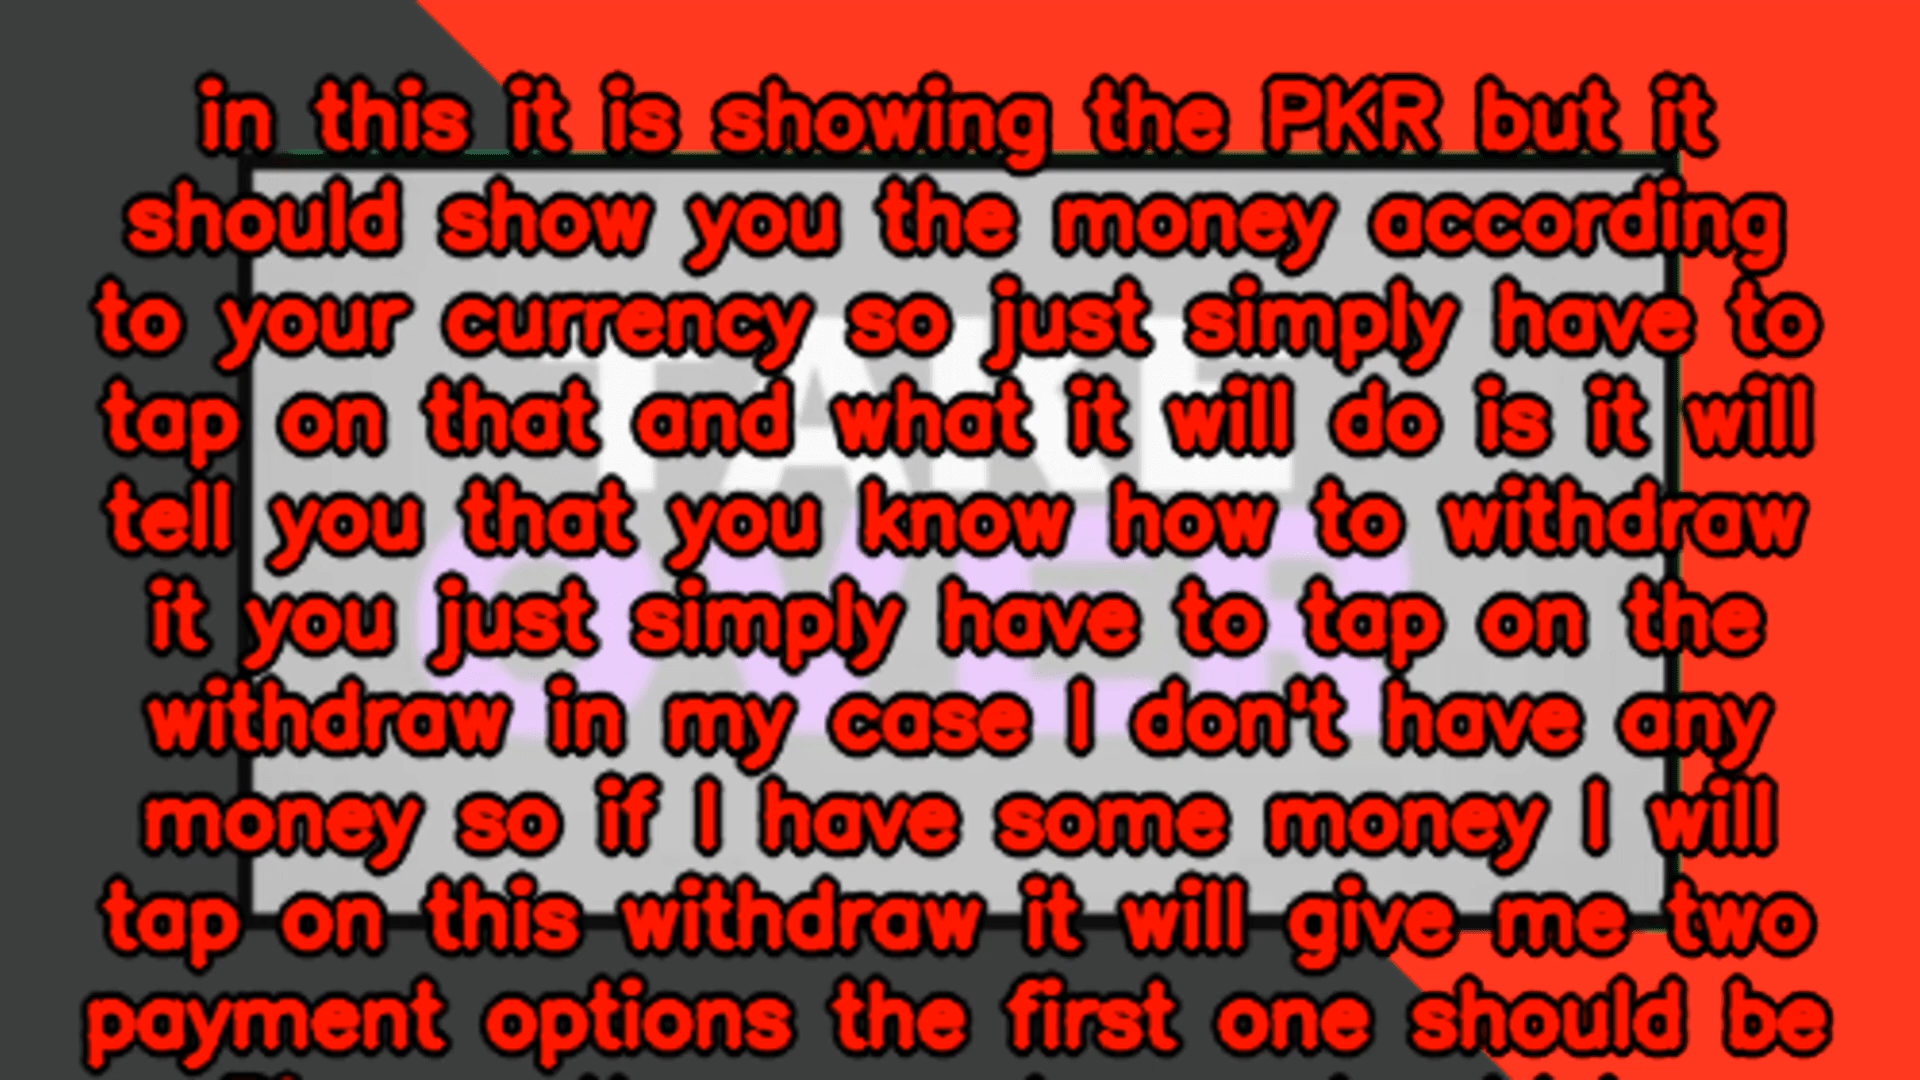 in this it is showing the PKR but it
should show you the money according
to your currency so just simply have to
tap on that and what it will do is it will
tell you that you know how to withdraw
it you just simply have to tap on the
withdraw in my case I don't have any
money so if I have some money I will
tap on this withdraw it will give me two
payment options the first one should be
TAKE
OVER